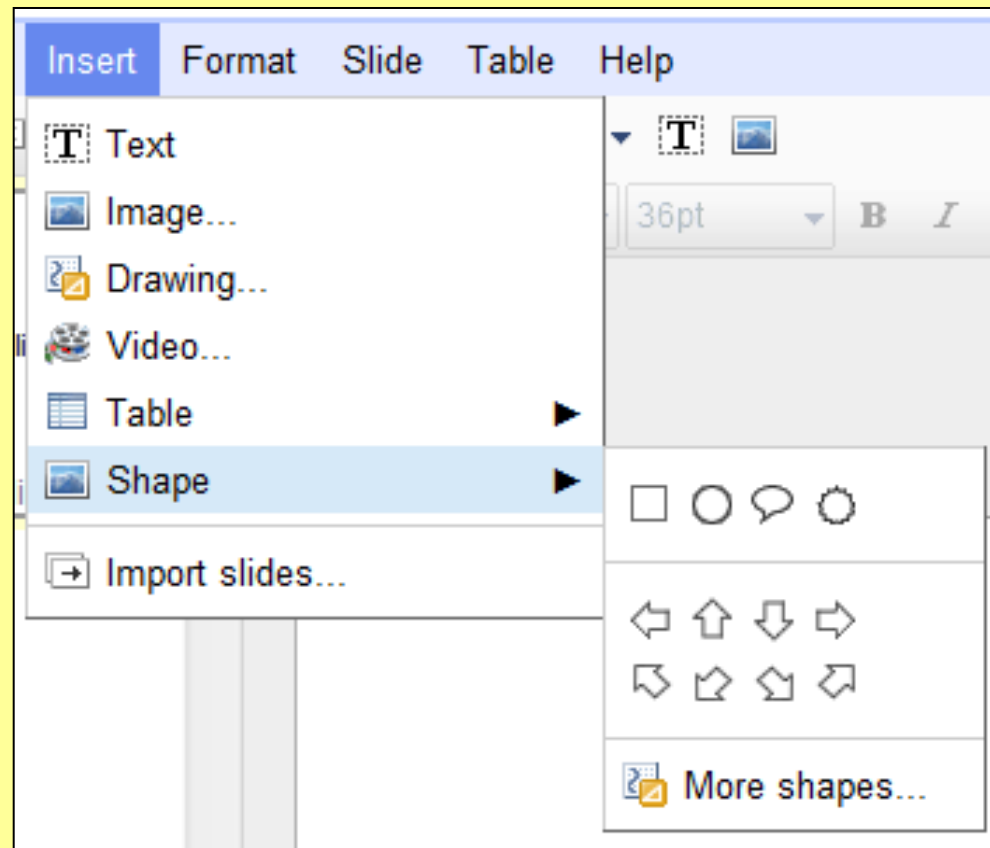 Insert Format Slide Table Help
T Text
T
Image...
36pt B I
Drawing...
Video...
Table
Shape
Import slides...
More shapes...